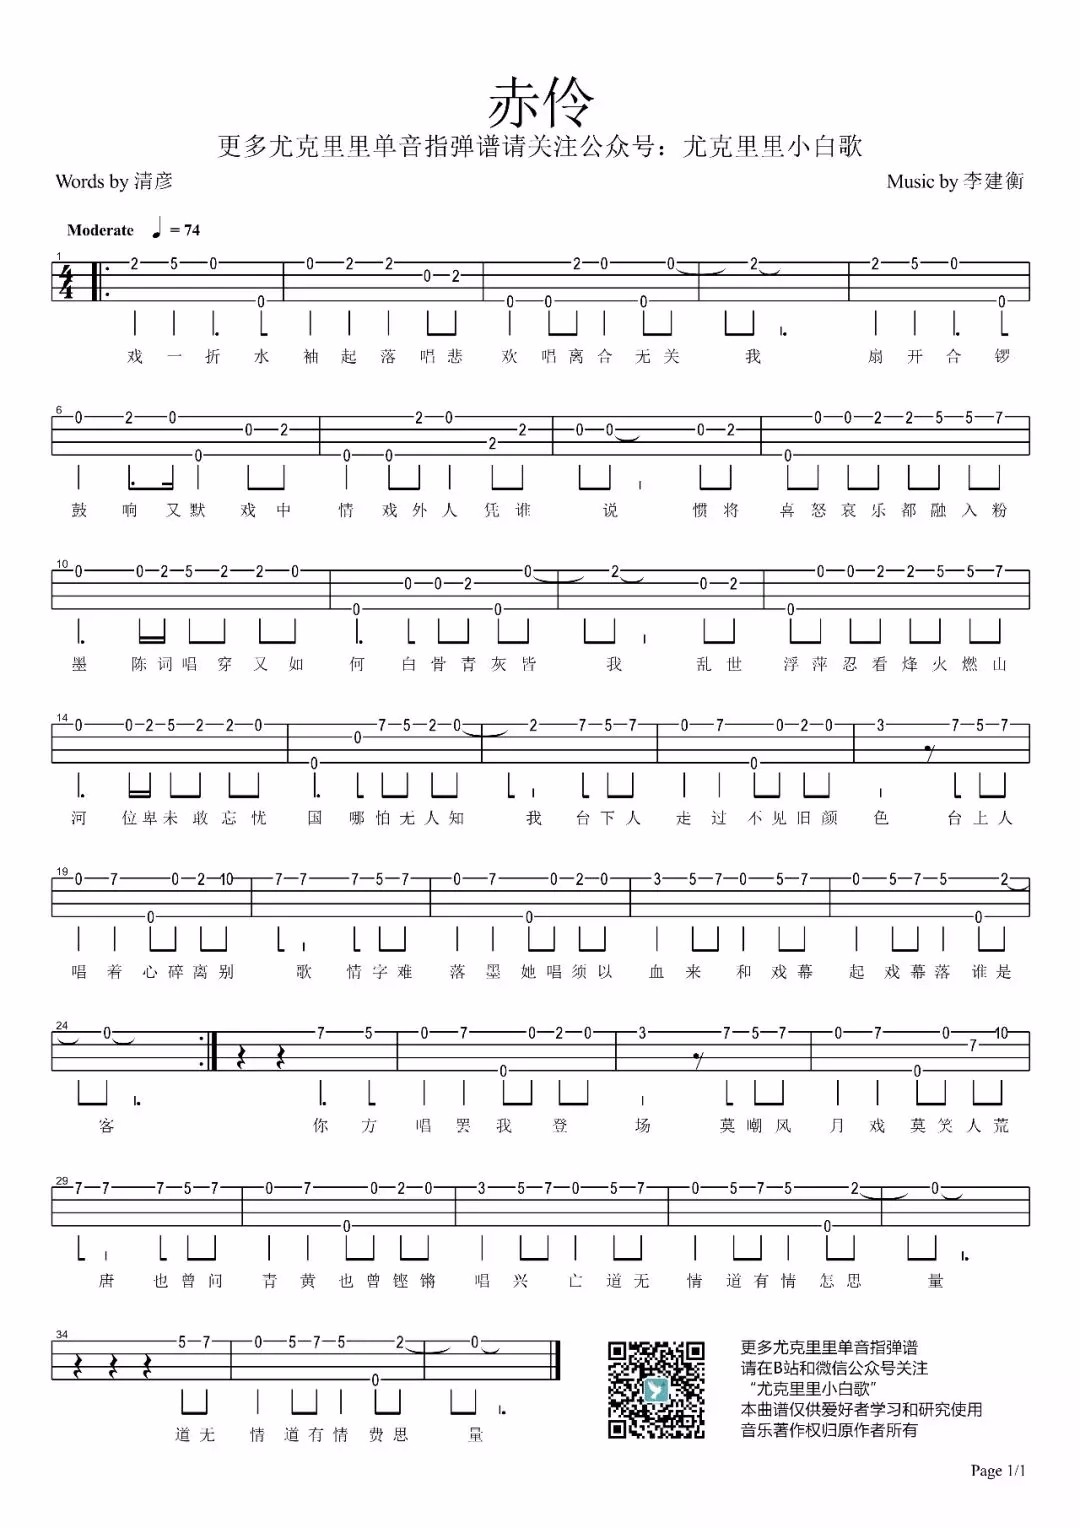 赤伶
更多尤克里里单音指弹谱请关注公众号：尤克里里小白歌
Words by 清彦
Music by 李建衡
Moderate ♩ = 74
1
4
4
2 5 0 0 0 2 2 0 2 0 0 2 0 0 0 2 2 5 0 0
戏 一 折 水 袖 起 落 唱 悲 欢 唱 离 合 无 关 我 扇 开 合 锣
6
0 2 0 0 0 2 0 0 2 0 2 2 0 0 0 2 0 0 0 2 2 5 5 7
鼓 响 又 默 戏 中 情 戏 外 人 凭 谁 说 惯 将 喜 怒 哀 乐 都 融 入 粉
10
0 0 2 5 2 2 0 0 0 0 2 0 0 2 0 2 0 0 0 2 2 5 5 7
墨 陈 词 唱 穿 又 如 何 白 骨 青 灰 皆 我 乱 世 浮 萍 忍 看 烽 火 燃 山
14
0 0 2 5 2 2 0 0 0 7 5 2 0 2 7 5 7 0 7 0 0 2 0 3 7 5 7
河 位 卑 未 敢 忘 忧 国 哪 怕 无 人 知 我 台 下 人 走 过 不 见 旧 颜 色 台 上 人
19
0 7 0 0 2 10 7 7 7 5 7 0 7 0 0 2 0 3 5 7 0 5 7 0 5 7 5 0 2
唱 着 心 碎 离 别 歌 情 字 难 落 墨 她 唱 须 以 血 来 和 戏 幕 起 戏 幕 落 谁 是
24
0 7 5 0 7 0 0 2 0 3 7 5 7 0 7 0 0 7 10
客 你 方 唱 罢 我 登 场 莫 嘲 风 月 戏 莫 笑 人 荒
29
7 7 7 5 7 0 7 0 0 2 0 3 5 7 0 5 7 0 5 7 5 0 2 0
唐 也 曾 问 青 黄 也 曾 铿 锵 唱 兴 亡 道 无 情 道 有 情 怎 思 量
34
5 7 0 5 7 5 0 2 0
道 无 情 道 有 情 费 思 量
更多尤克里里单音指弹谱
请在B站和微信公众号关注
“尤克里里小白歌”
本曲谱仅供爱好者学习和研究使用
音乐著作权归原作者所有
Page 1/1